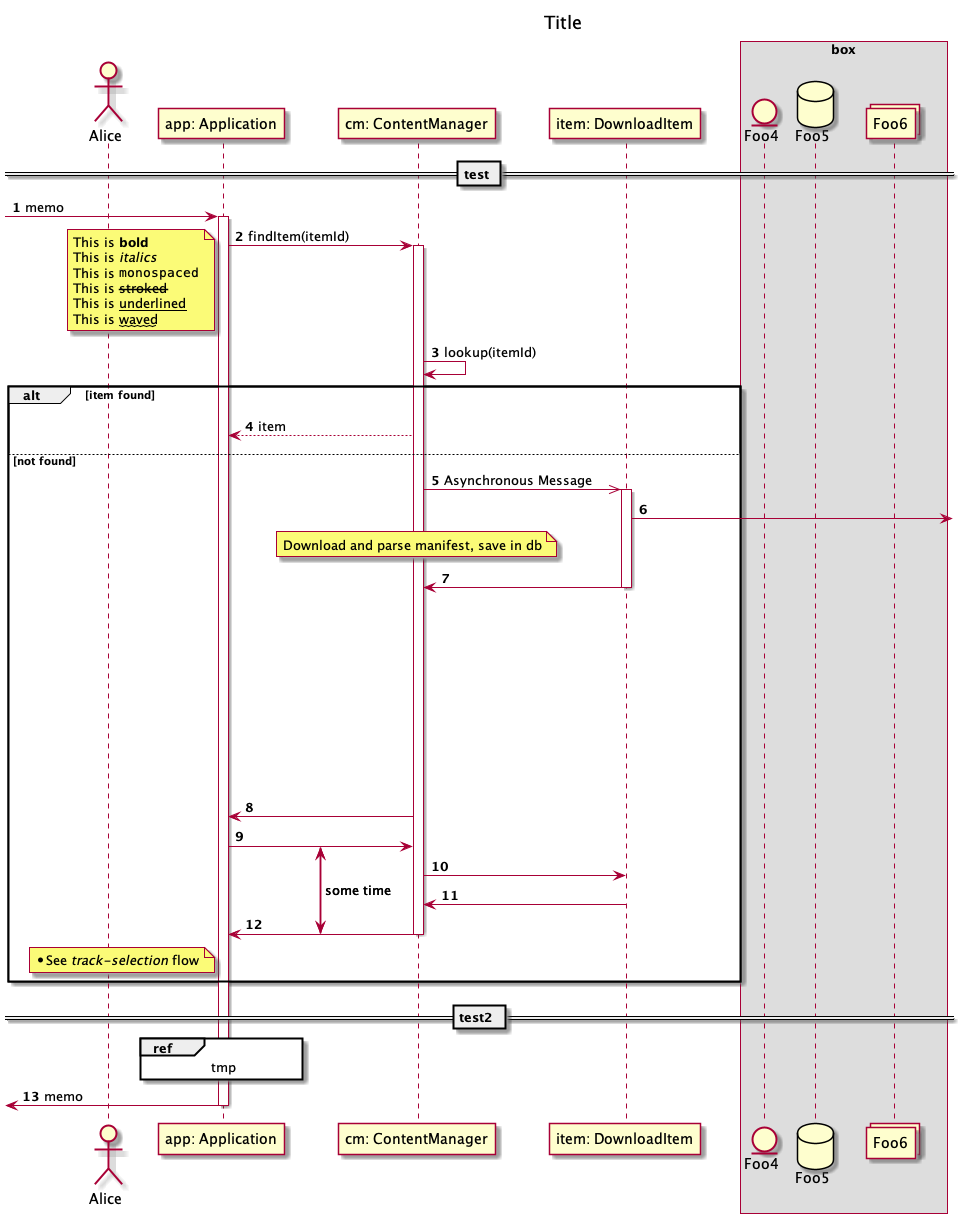 Title
box
Alice
app: Application
cm: ContentManager
item: DownloadItem
Foo4
Foo5
Foo6
test
1 memo
This is bold
This is italics
This is monospaced
This is stroked
This is underlined
This is waved
2 findItem(itemId)
3 lookup(itemId)
alt [item found]
4 item
[not found]
5 Asynchronous Message
6
Download and parse manifest, save in db
7
8
9
10
some time
11
12
•See track-selection flow
test2
ref
tmp
13 memo
Alice
app: Application
cm: ContentManager
item: DownloadItem
Foo4
Foo5
Foo6